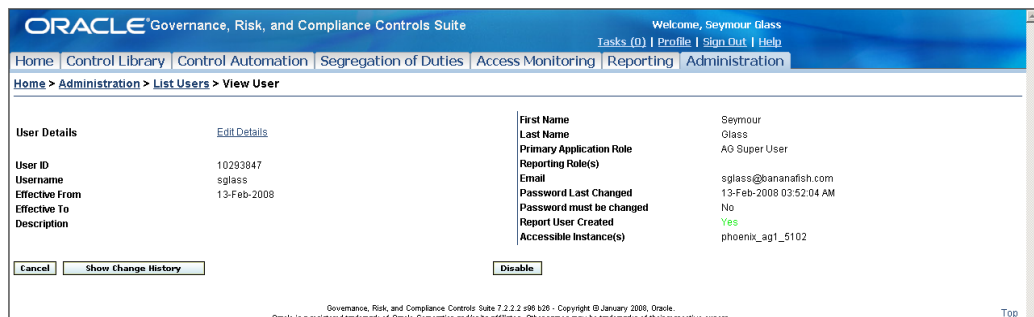 ORACLE® Governance, Risk, and Compliance Controls Suite
Welcome, Seymour Glass
Tasks (0) | Profile | Sign Out | Help
Home Control Library Control Automation Segregation of Duties Access Monitoring Reporting Administration
Home > Administration > List Users > View User
User Details Edit Details
User ID 10293847
Username sglass
Effective From 13-Feb-2008
Effective To
Description
First Name Seymour
Last Name Glass
Primary Application Role AG Super User
Reporting Role(s)
Email sglass@bananafish.com
Password Last Changed 13-Feb-2008 03:52:04 AM
Password must be changed No
Report User Created Yes
Accessible Instance(s) phoenix_ag1_5102
Cancel Show Change History Disable
Governance, Risk, and Compliance Controls Suite 7.2.2.2 s96 b26 - Copyright © January 2008, Oracle.
Top